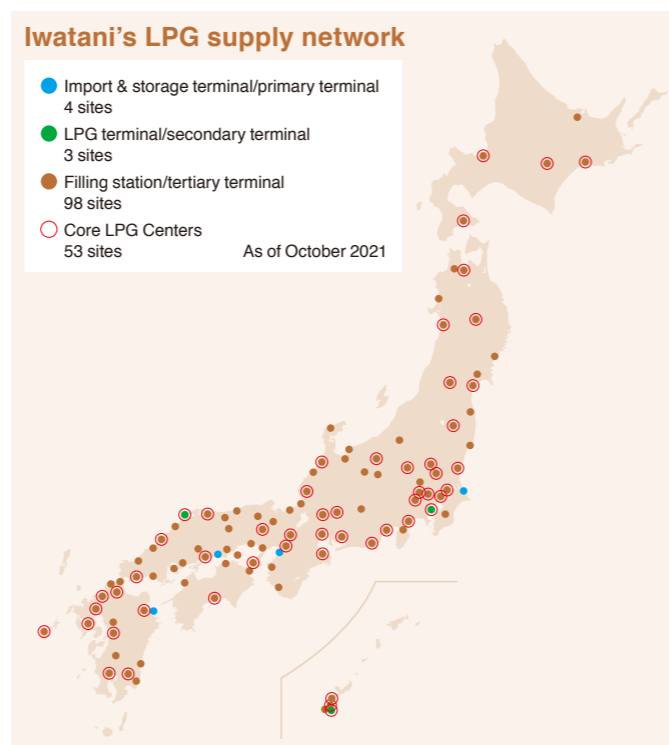 Iwatani’s LPG supply network
Import & storage terminal/primary terminal
4 sites
LPG terminal/secondary terminal
3 sites
Filling station/tertiary terminal
98 sites
Core LPG Centers
53 sites As of October 2021